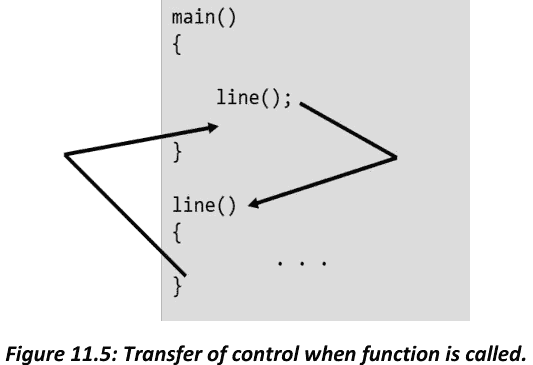 main()
{
line();
}
line()
{
. . .
}
Figure 11.5: Transfer of control when function is called.